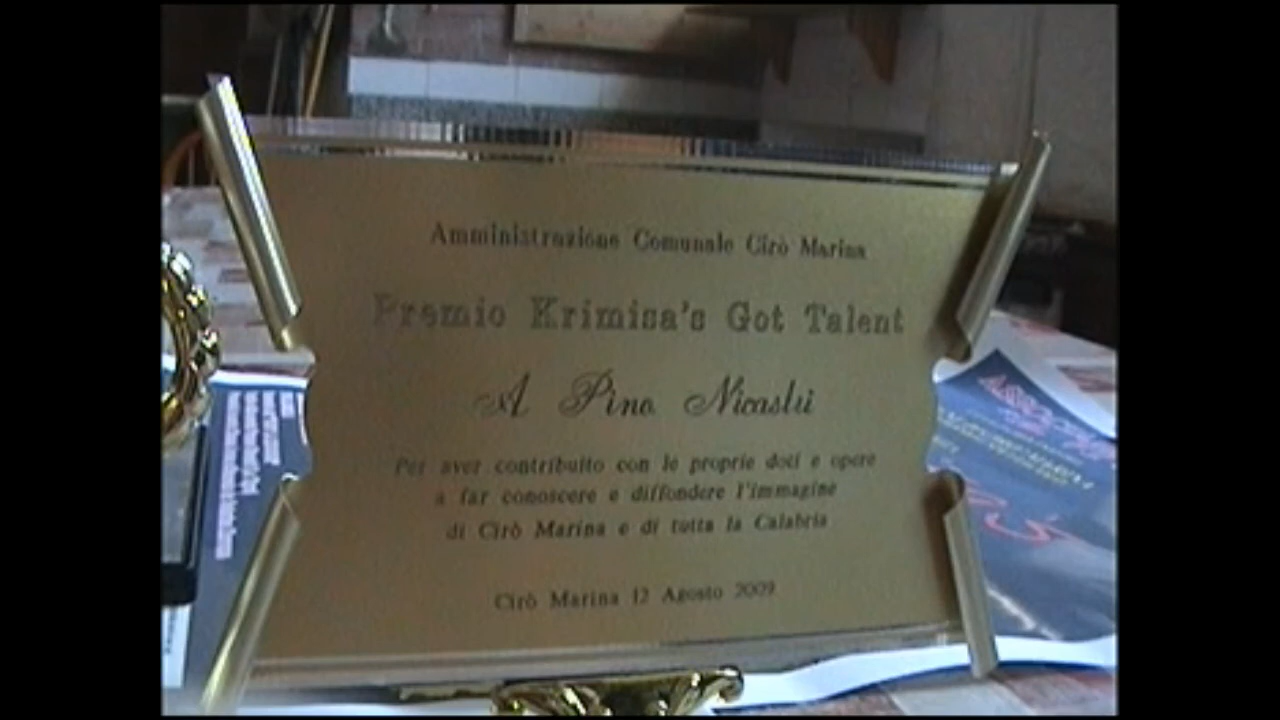 Amministrazione Comunale Cirò Marina
Premio Krimisa's Got Talent
A Pino Nicastri
Per aver contribuito con le proprie doti e opere
a far conoscere e diffondere l'immagine
di Cirò Marina e di tutta la Calabria
Cirò Marina 12 Agosto 2009